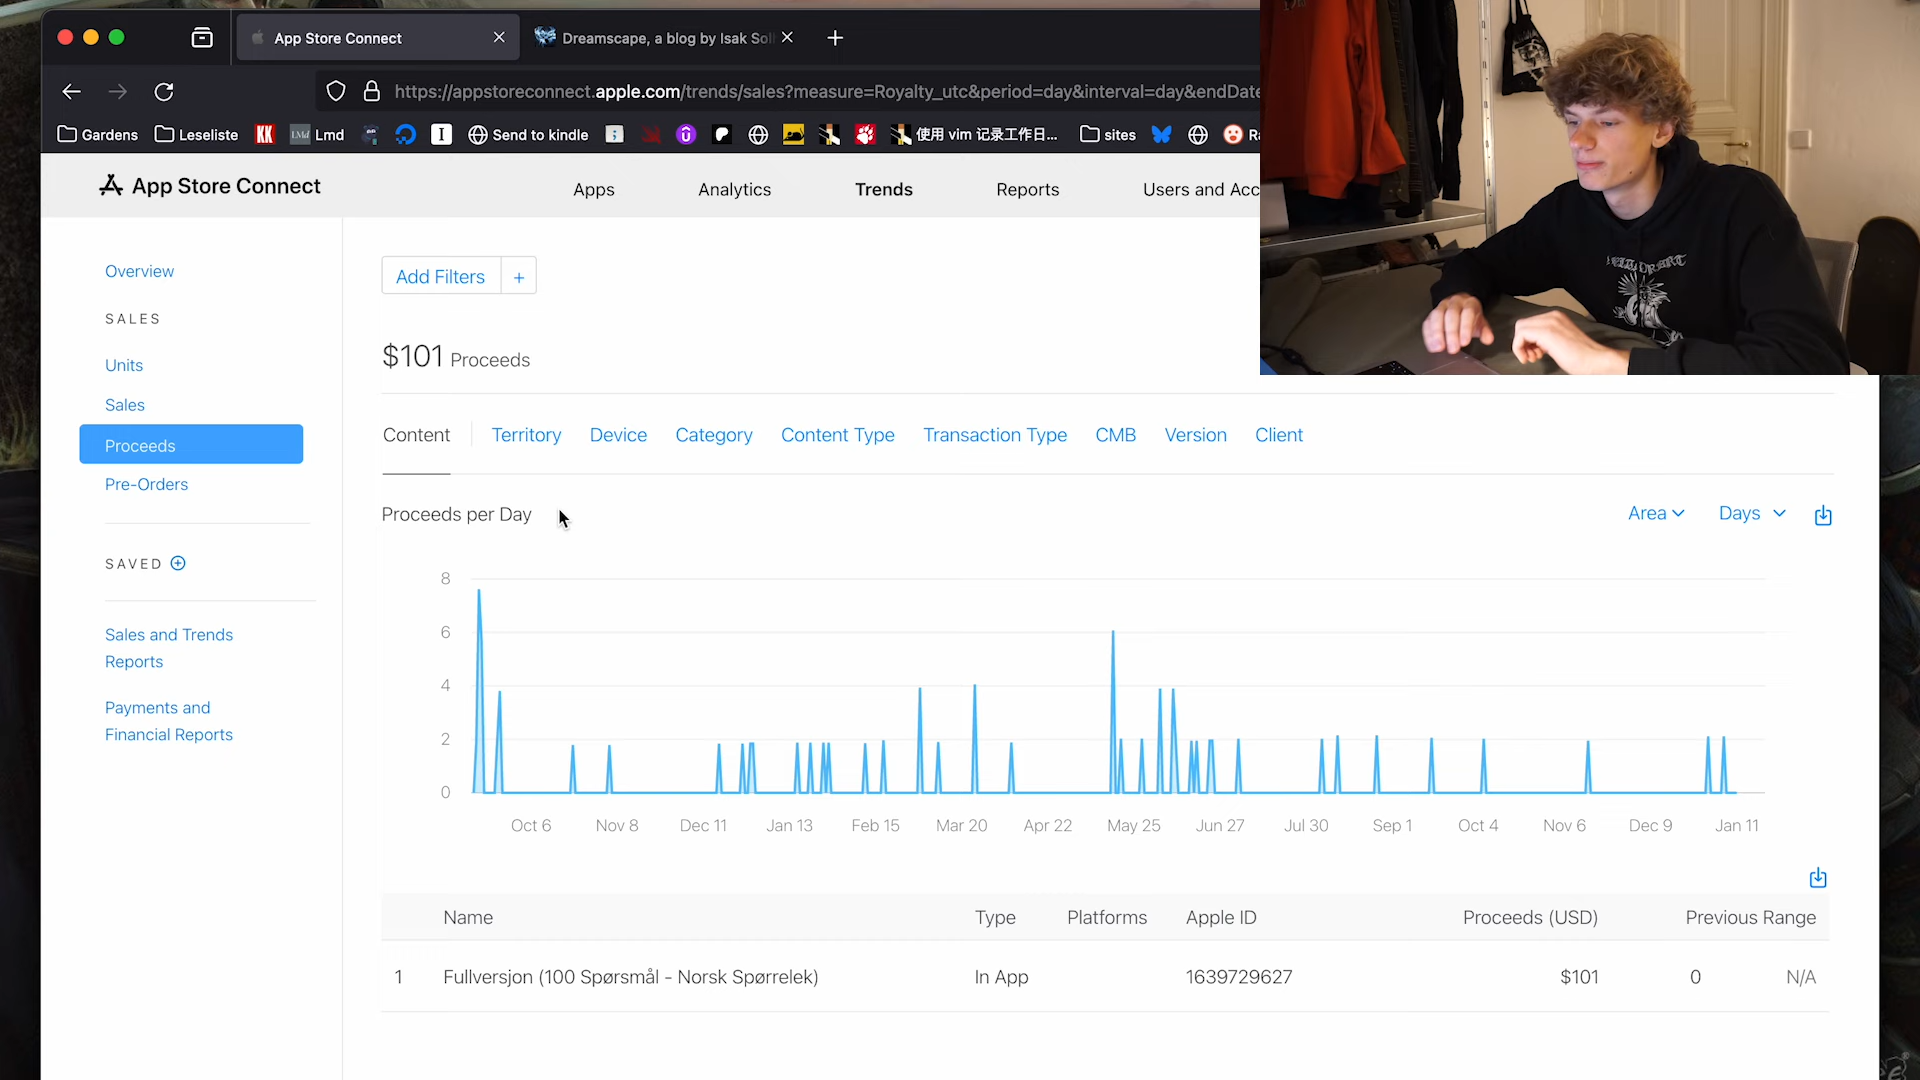 App Store Connect
Dreamscape, a blog by Isak Soll
https://appstoreconnect.apple.com/trends/sales?measure=Royalty_utc&period=day&interval=day&endDate
Gardens Leseliste KK LMd Lmd I Send to kindle 使用 vim 记录工作日... sites
App Store Connect
Apps Analytics Trends Reports Users and Acc
Overview
SALES
Units
Sales
Proceeds
Pre-Orders
SAVED
Sales and Trends
Reports
Payments and
Financial Reports
Add Filters +
$101 Proceeds
Content Territory Device Category Content Type Transaction Type CMB Version Client
Proceeds per Day
Area Days
8
6
4
2
0
Oct 6 Nov 8 Dec 11 Jan 13 Feb 15 Mar 20 Apr 22 May 25 Jun 27 Jul 30 Sep 1 Oct 4 Nov 6 Dec 9 Jan 11
Name Type Platforms Apple ID Proceeds (USD) Previous Range
1 Fullversjon (100 Spørsmål - Norsk Spørrelek) In App 1639729627 $101 0 N/A